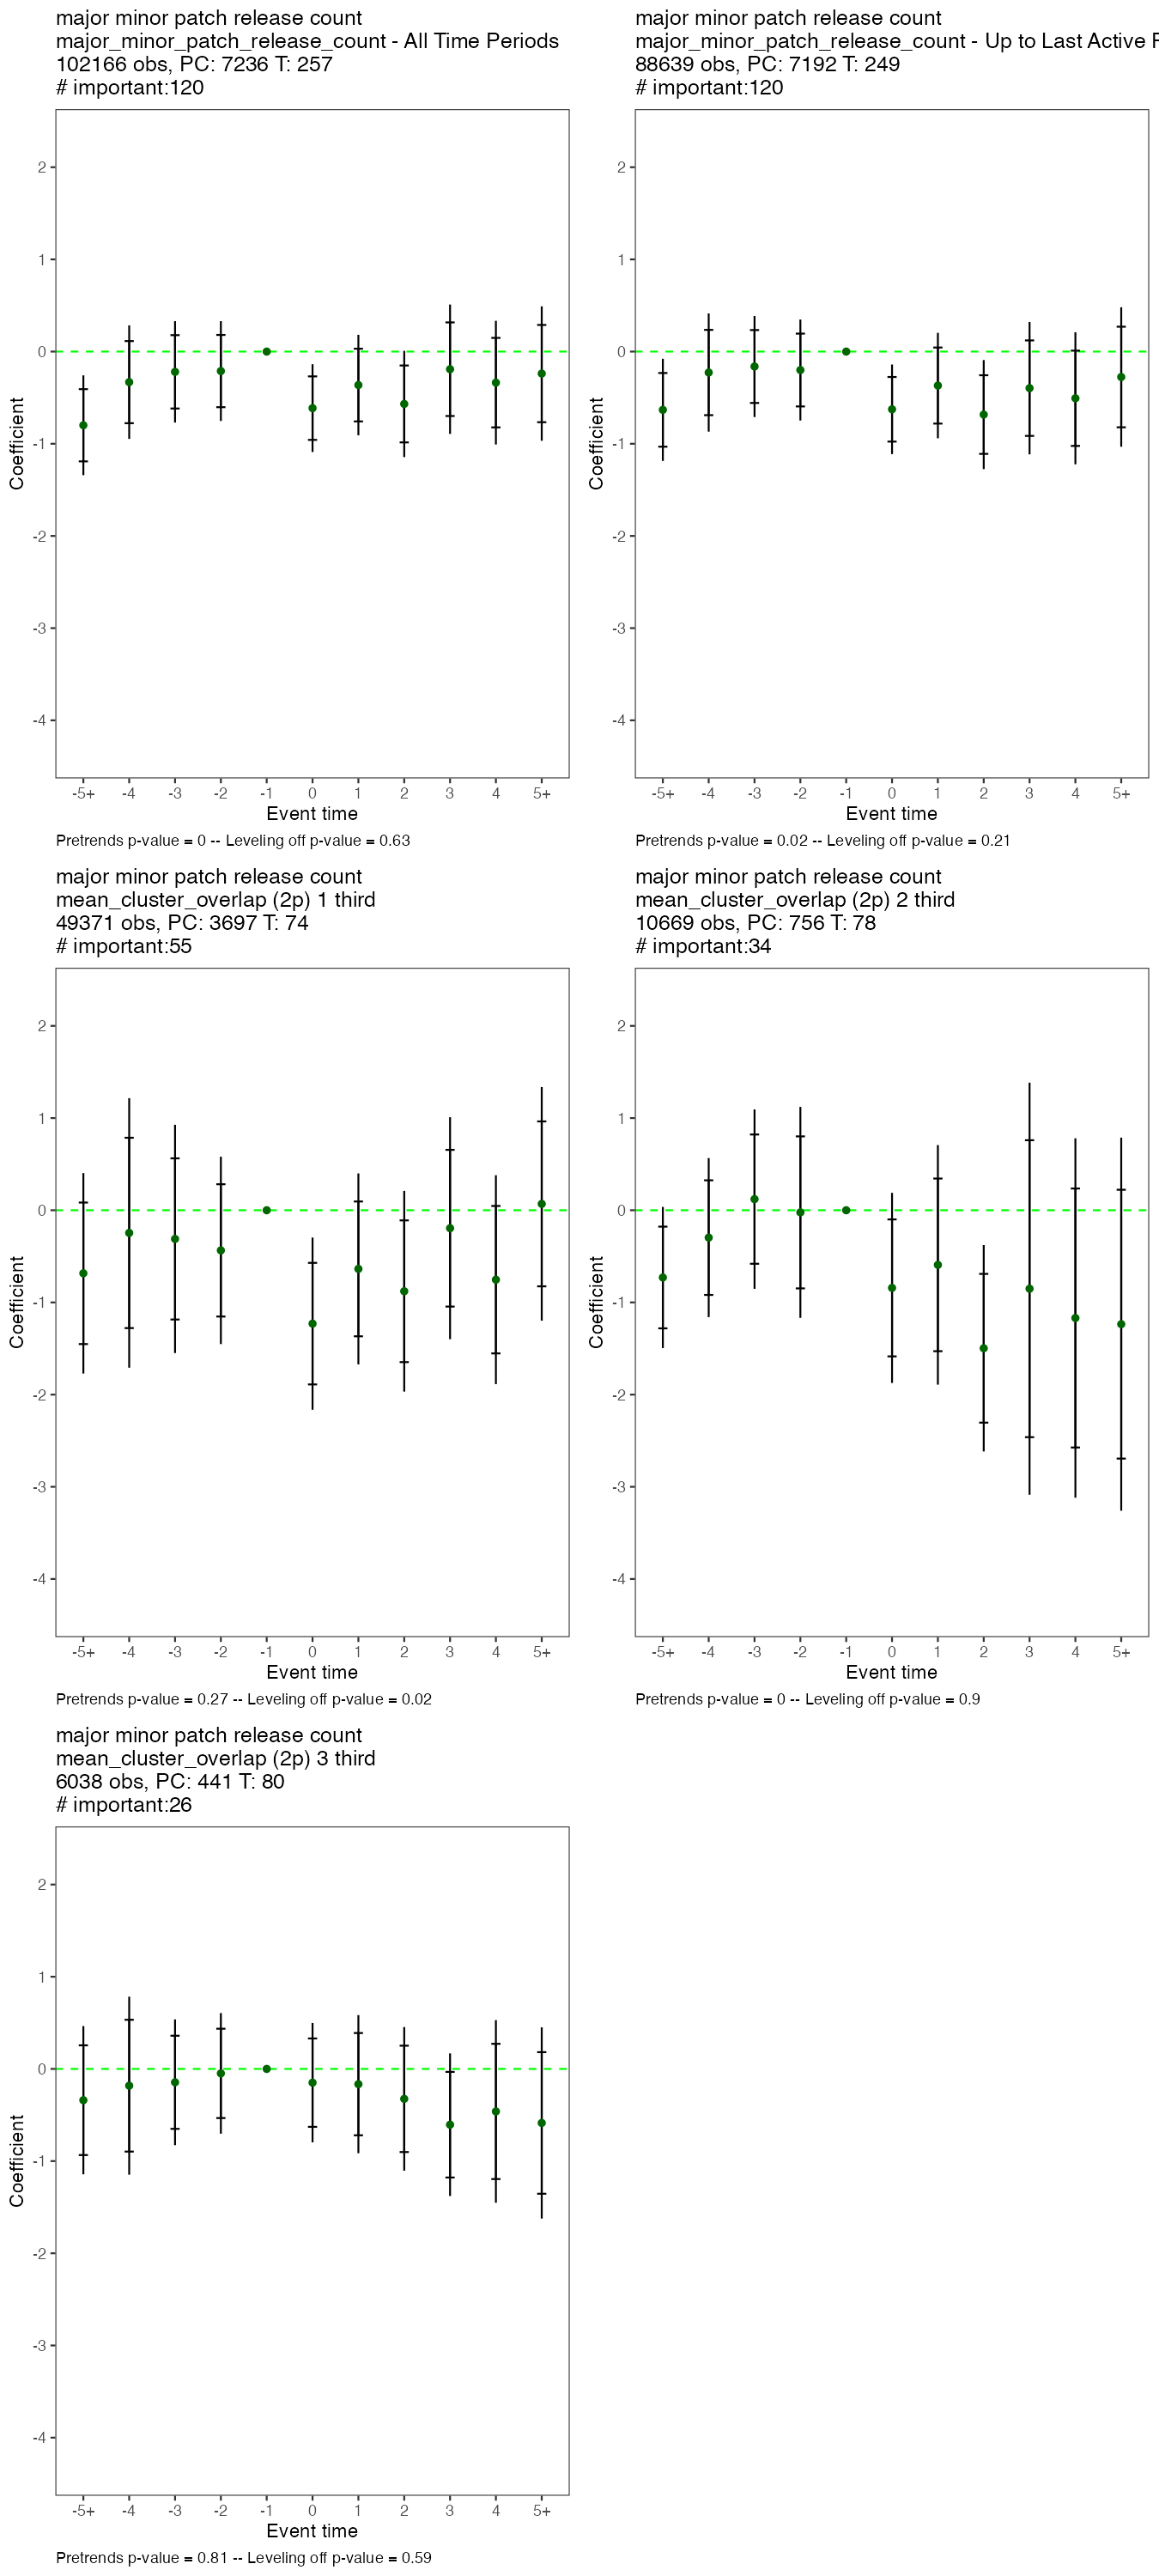 major minor patch release count
major_minor_patch_release_count - All Time Periods
102166 obs, PC: 7236 T: 257
# important:120
2
1
0
-1
-2
-3
-4
Coefficient
-5+ -4 -3 -2 -1 0 1 2 3 4 5+
Event time
Pretrends p-value = 0 -- Leveling off p-value = 0.63
major minor patch release count
major_minor_patch_release_count - Up to Last Active P
88639 obs, PC: 7192 T: 249
# important:120
2
1
0
-1
-2
-3
-4
Coefficient
-5+ -4 -3 -2 -1 0 1 2 3 4 5+
Event time
Pretrends p-value = 0.02 -- Leveling off p-value = 0.21
major minor patch release count
mean_cluster_overlap (2p) 1 third
49371 obs, PC: 3697 T: 74
# important:55
2
1
0
-1
-2
-3
-4
Coefficient
-5+ -4 -3 -2 -1 0 1 2 3 4 5+
Event time
Pretrends p-value = 0.27 -- Leveling off p-value = 0.02
major minor patch release count
mean_cluster_overlap (2p) 2 third
10669 obs, PC: 756 T: 78
# important:34
2
1
0
-1
-2
-3
-4
Coefficient
-5+ -4 -3 -2 -1 0 1 2 3 4 5+
Event time
Pretrends p-value = 0 -- Leveling off p-value = 0.9
major minor patch release count
mean_cluster_overlap (2p) 3 third
6038 obs, PC: 441 T: 80
# important:26
2
1
0
-1
-2
-3
-4
Coefficient
-5+ -4 -3 -2 -1 0 1 2 3 4 5+
Event time
Pretrends p-value = 0.81 -- Leveling off p-value = 0.59